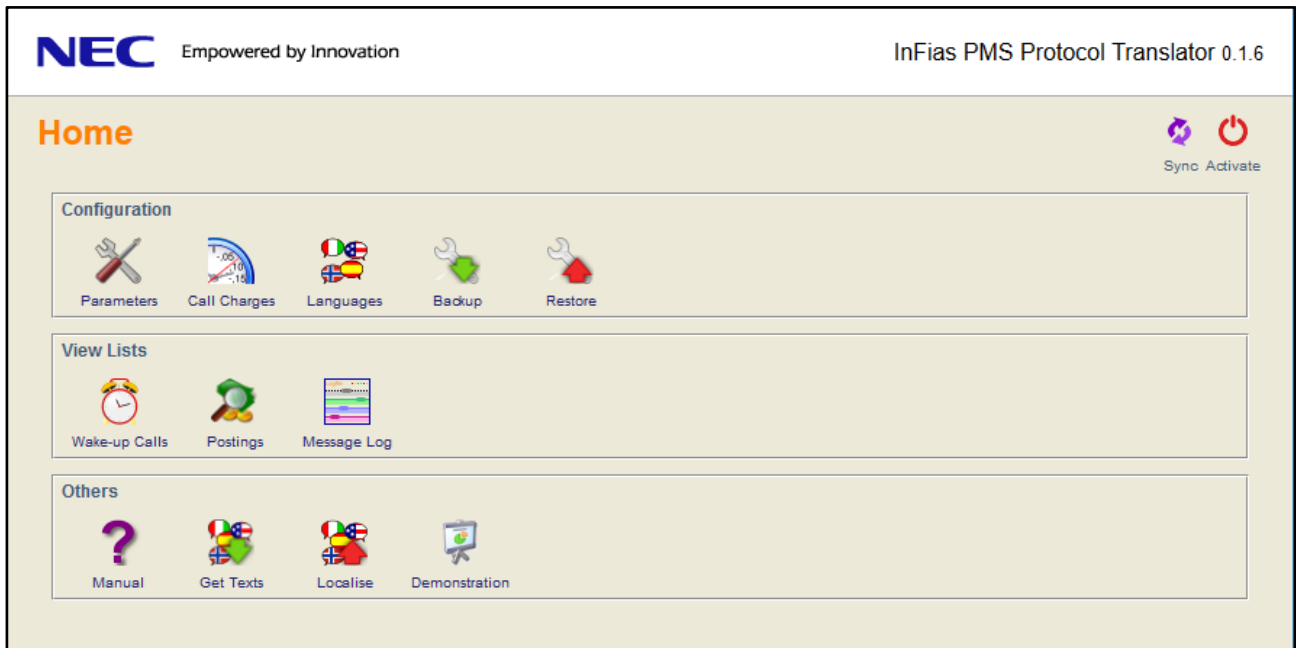 NEC Empowered by Innovation InFias PMS Protocol Translator 0.1.6
Home
Sync Activate
Configuration
Parameters Call Charges Languages Backup Restore
View Lists
Wake-up Calls Postings Message Log
Others
?
Manual Get Texts Localise Demonstration